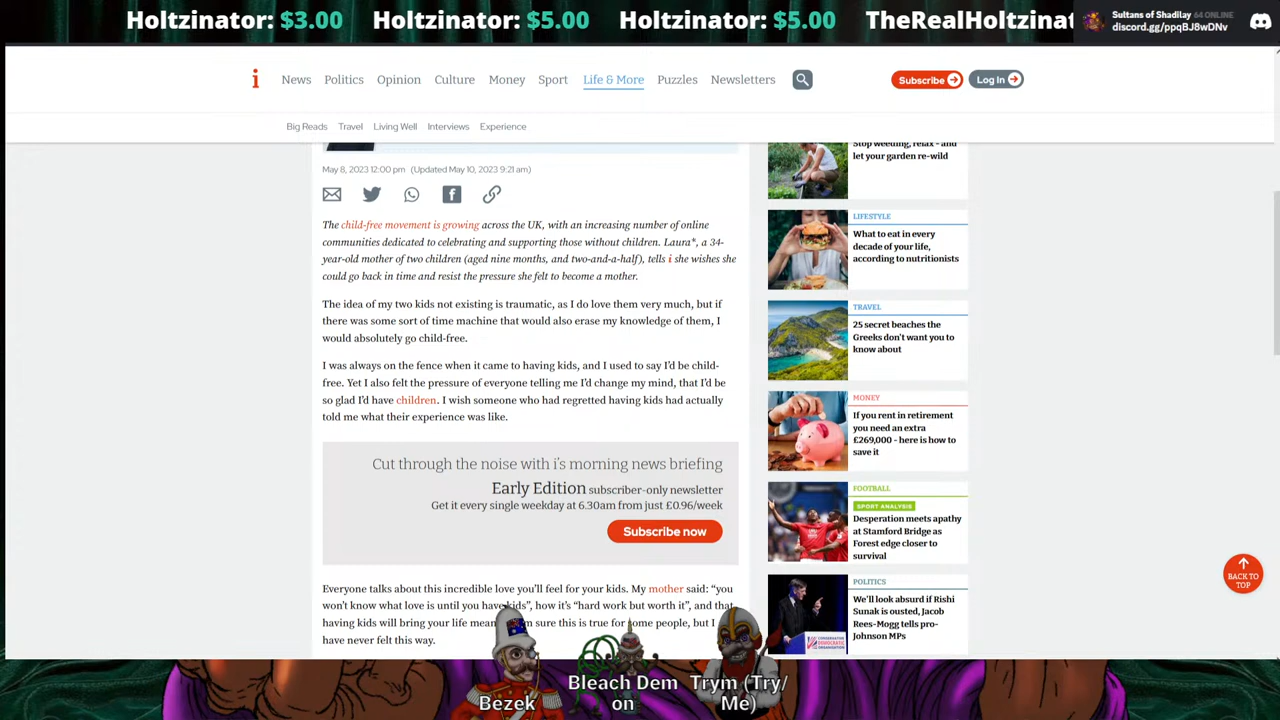 Holtzinator: $3.00 Holtzinator: $5.00 Holtzinator: $5.00 TheRealHoltzinat
Sultans of Shadilay 64 ONLINE
discord.gg/ppqBJ8wDNv
i News Politics Opinion Culture Money Sport Life & More Puzzles Newsletters Subscribe Log In
Big Reads Travel Living Well Interviews Experience
May 8, 2023 12:00 pm (Updated May 10, 2023 9:21 am)
The child-free movement is growing across the UK, with an increasing number of online
communities dedicated to celebrating and supporting those without children. Laura*, a 34-
year-old mother of two children (aged nine months, and two-and-a-half), tells i she wishes she
could go back in time and resist the pressure she felt to become a mother.
The idea of my two kids not existing is traumatic, as I do love them very much, but if
there was some sort of time machine that would also erase my knowledge of them, I
would absolutely go child-free.
I was always on the fence when it came to having kids, and I used to say I'd be child-
free. Yet I also felt the pressure of everyone telling me I'd change my mind, that I'd be
so glad I'd have children. I wish someone who had regretted having kids had actually
told me what their experience was like.
Cut through the noise with i's morning news briefing
Early Edition subscriber-only newsletter
Get it every single weekday at 6.30am from just £0.96/week
Subscribe now
Everyone talks about this incredible love you'll feel for your kids. My mother said: "you
won't know what love is until you have kids", how it's "hard work but worth it", and that
having kids will bring your life sure this is true for some people, but I
have never felt this way.
Stop weeding, relax - and
let your garden re-wild
LIFESTYLE
What to eat in every
decade of your life,
according to nutritionists
TRAVEL
25 secret beaches the
Greeks don't want you to
know about
MONEY
If you rent in retirement
you need an extra
£269,000 - here is how to
save it
FOOTBALL
SPORT ANALYSIS
Desperation meets apathy
at Stamford Bridge as
Forest edge closer to
survival
POLITICS
We'll look absurd if Rishi
Sunak is ousted, Jacob
Rees-Mogg tells pro-
Johnson MPs
BACK TO
TOP
Bezek
Bleach Dem
on
Trym (Try/
Me)